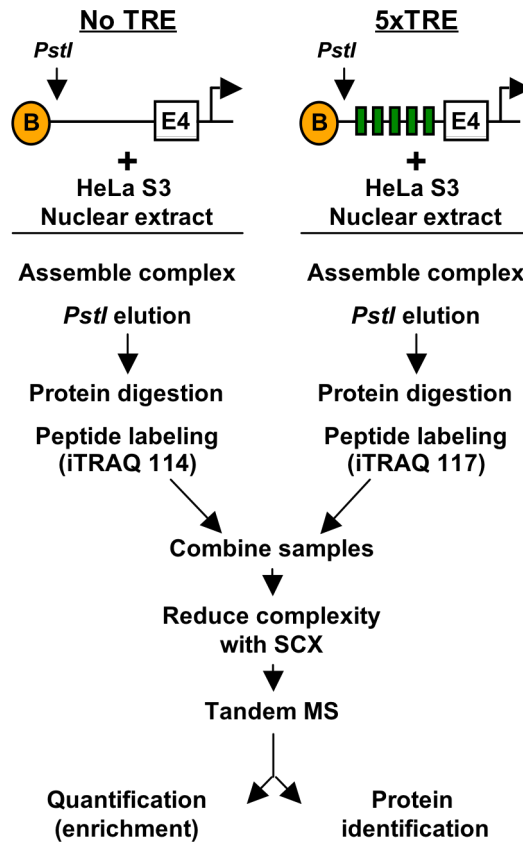 No TRE
5xTRE
PstI
PstI
B
E4
B
E4
+
+
HeLa S3
Nuclear extract
HeLa S3
Nuclear extract
Assemble complex
Assemble complex
PstI elution
PstI elution
Protein digestion
Protein digestion
Peptide labeling
(iTRAQ 114)
Peptide labeling
(iTRAQ 117)
Combine samples
Reduce complexity
with SCX
Tandem MS
Quantification
(enrichment)
Protein
identification